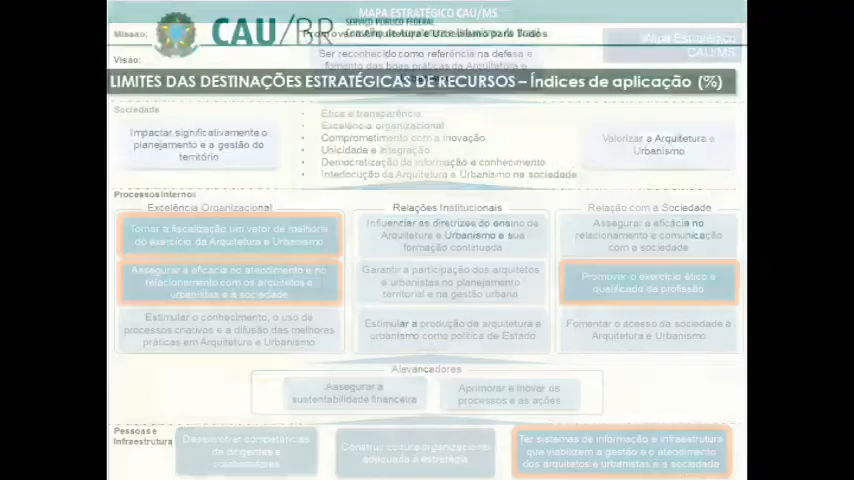 MAPA ESTRATÉGICO CAU/MS
CAU/BR
SERVIÇO PÚBLICO FEDERAL
Missão:
Promover a Arquitetura e Urbanismo para Todos
Mapa Estratégico
CAU/MS
Visão:
Ser reconhecido como referência na defesa e
fomento das boas práticas da Arquitetura e
LIMITES DAS DESTINAÇÕES ESTRATÉGICAS DE RECURSOS – Índices de aplicação (%)
Sociedade
Impactar significativamente o
planejamento e a gestão do
território
• Ética e transparência
• Excelência organizacional
• Comprometimento com a inovação
• Unicidade e Integração
• Democratização da informação e conhecimento
• Interlocução da Arquitetura e Urbanismo na sociedade
Valorizar a Arquitetura e
Urbanismo
Processos Internos
Excelência Organizacional
Tornar a fiscalização um vetor de melhoria
do exercício da Arquitetura e Urbanismo
Assegurar a eficácia no atendimento e no
relacionamento com os arquitetos e
urbanistas e a sociedade
Estimular o conhecimento, o uso de
processos criativos e a difusão das melhores
práticas em Arquitetura e Urbanismo
Relações Institucionais
Influenciar as diretrizes do ensino de
Arquitetura e Urbanismo e sua
formação continuada
Garantir a participação dos arquitetos
e urbanistas no planejamento
territorial e na gestão urbana
Estimular a produção da arquitetura e
urbanismo como política de Estado
Relação com a Sociedade
Assegurar a eficácia no
relacionamento e comunicação
com a sociedade
Promover o exercício ético e
qualificado da profissão
Fomentar o acesso da sociedade à
Arquitetura e Urbanismo
Alavancadores
Assegurar a
sustentabilidade financeira
Aprimorar e inovar os
processos e as ações
Pessoas e
Infraestrutura
Desenvolver competências
de dirigentes e
colaboradores
Construir cultura organizacional
adequada à estratégia
Ter sistemas de informação e infraestrutura
que viabilizem a gestão e o atendimento
dos arquitetos e urbanistas e a sociedade